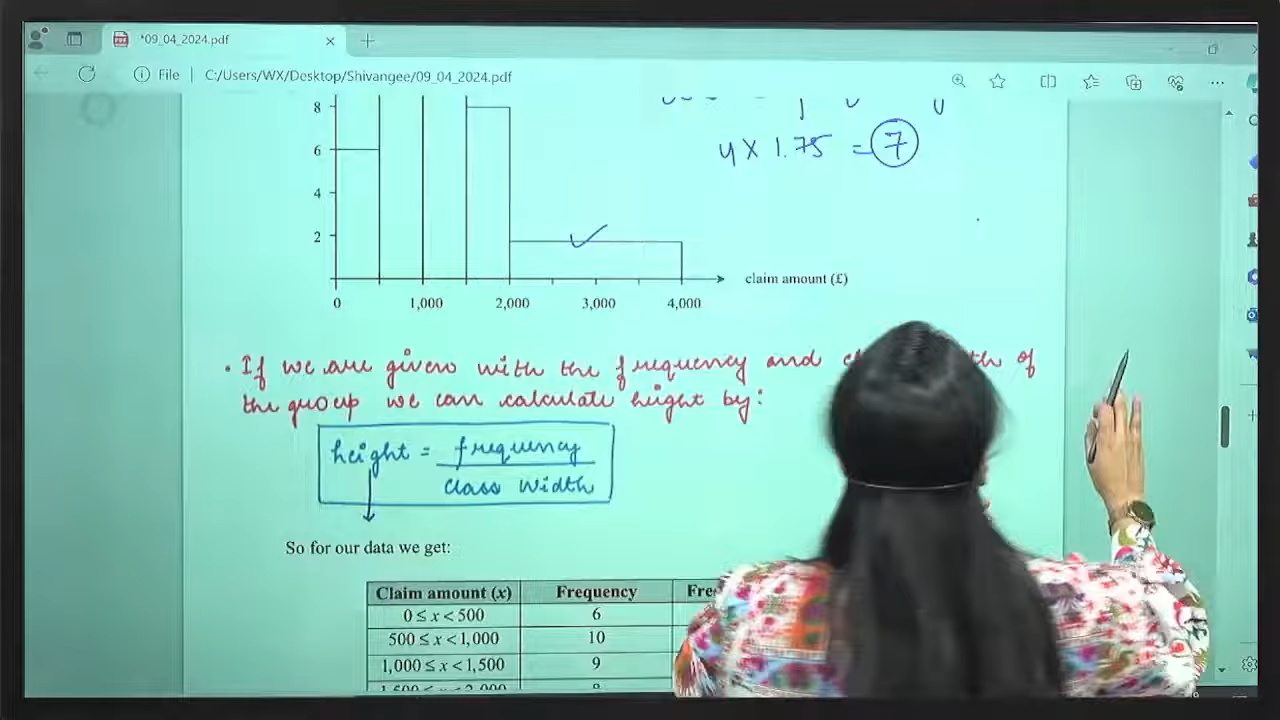 *09_04_2024.pdf
File | C:/Users/WX/Desktop/Shivangee/09_04_2024.pdf
8
6
4
2
4 X 1.75 = 7
claim amount (£)
0 1,000 2,000 3,000 4,000
• If we are given with the frequency and of
the group we can calculate height by:
height = frequency
class width
So for our data we get:
Claim amount (x) Frequency
0 ≤ x < 500 6
500 ≤ x < 1,000 10
1,000 ≤ x < 1,500 9